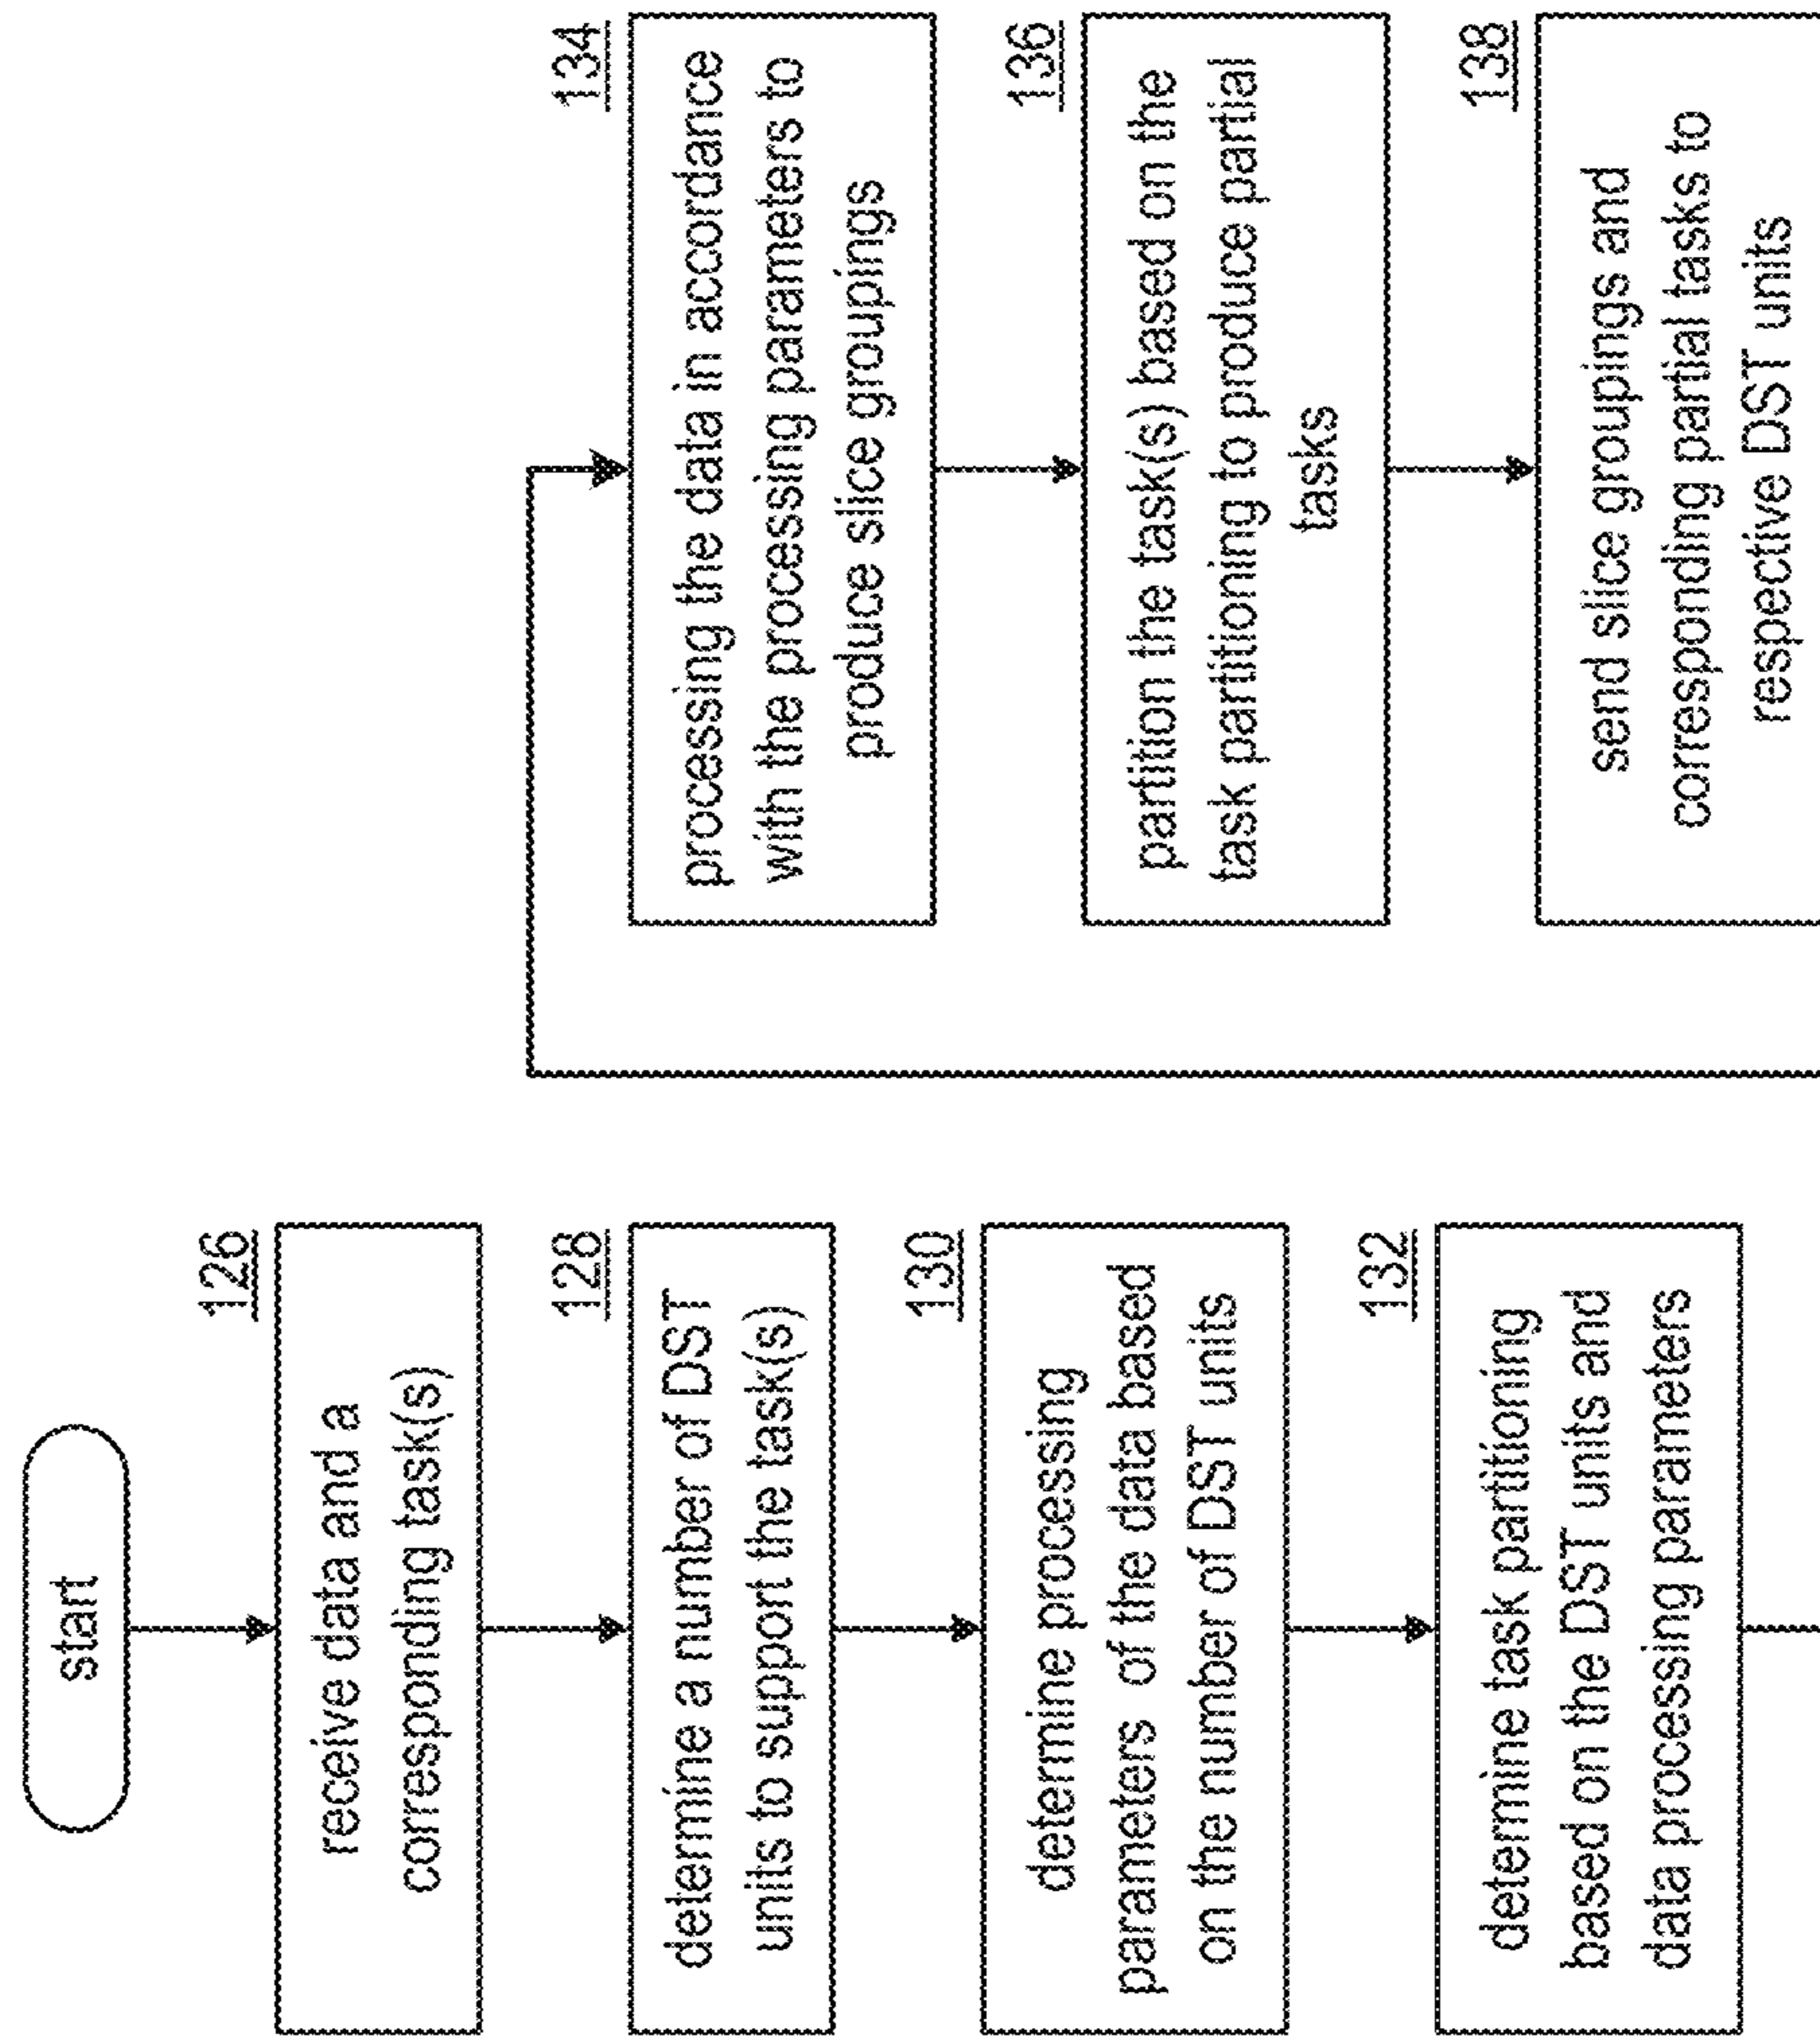 start
126
receive data and a
corresponding task(s)
128
determine a number of DST
units to support the task(s)
130
determine processing
parameters of the data based
on the number of DST units
132
determine task partitioning
based on the DST units and
data processing parameters
134
processing the data in accordance
with the processing parameters to
produce slice groupings
136
partition the task(s) based on the
task partitioning to produce partial
tasks
138
send slice groupings and
corresponding partial tasks to
respective DST units